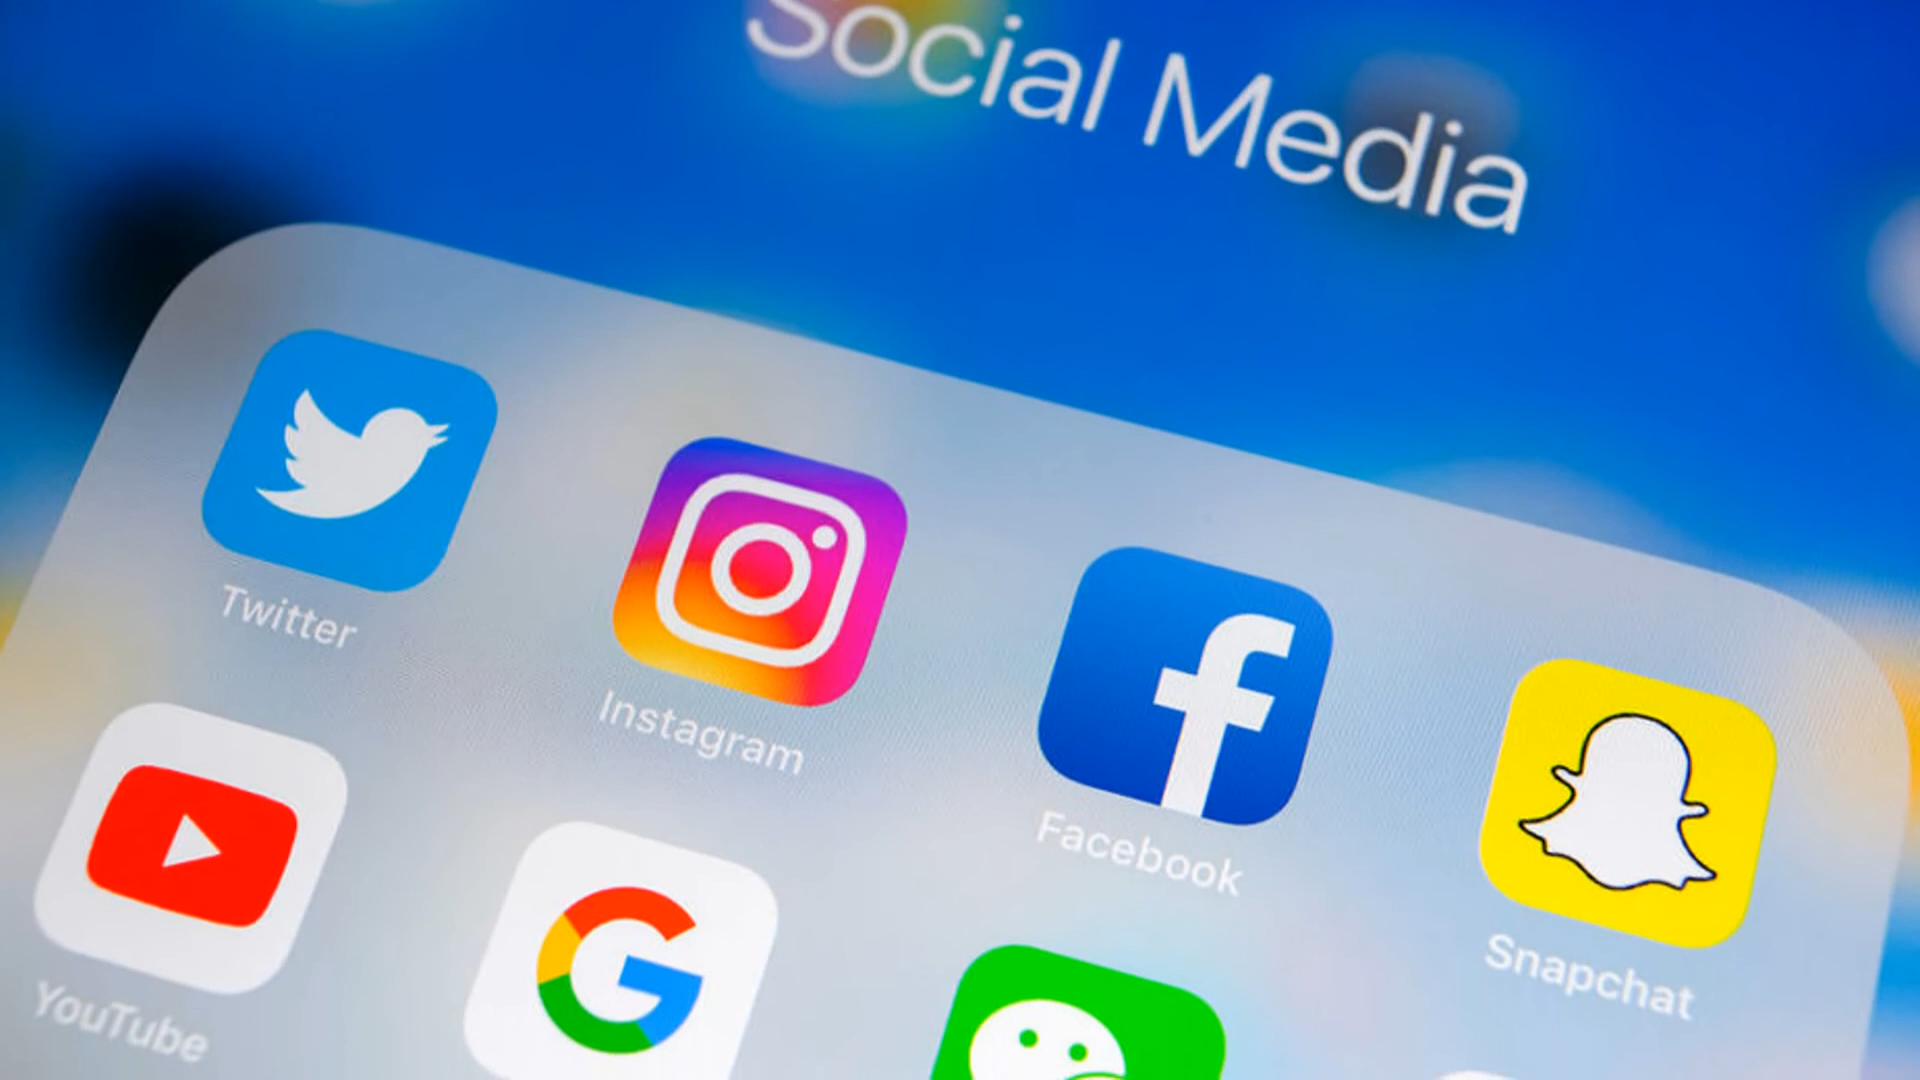 Social Media
Twitter
Instagram
Facebook
Snapchat
YouTube